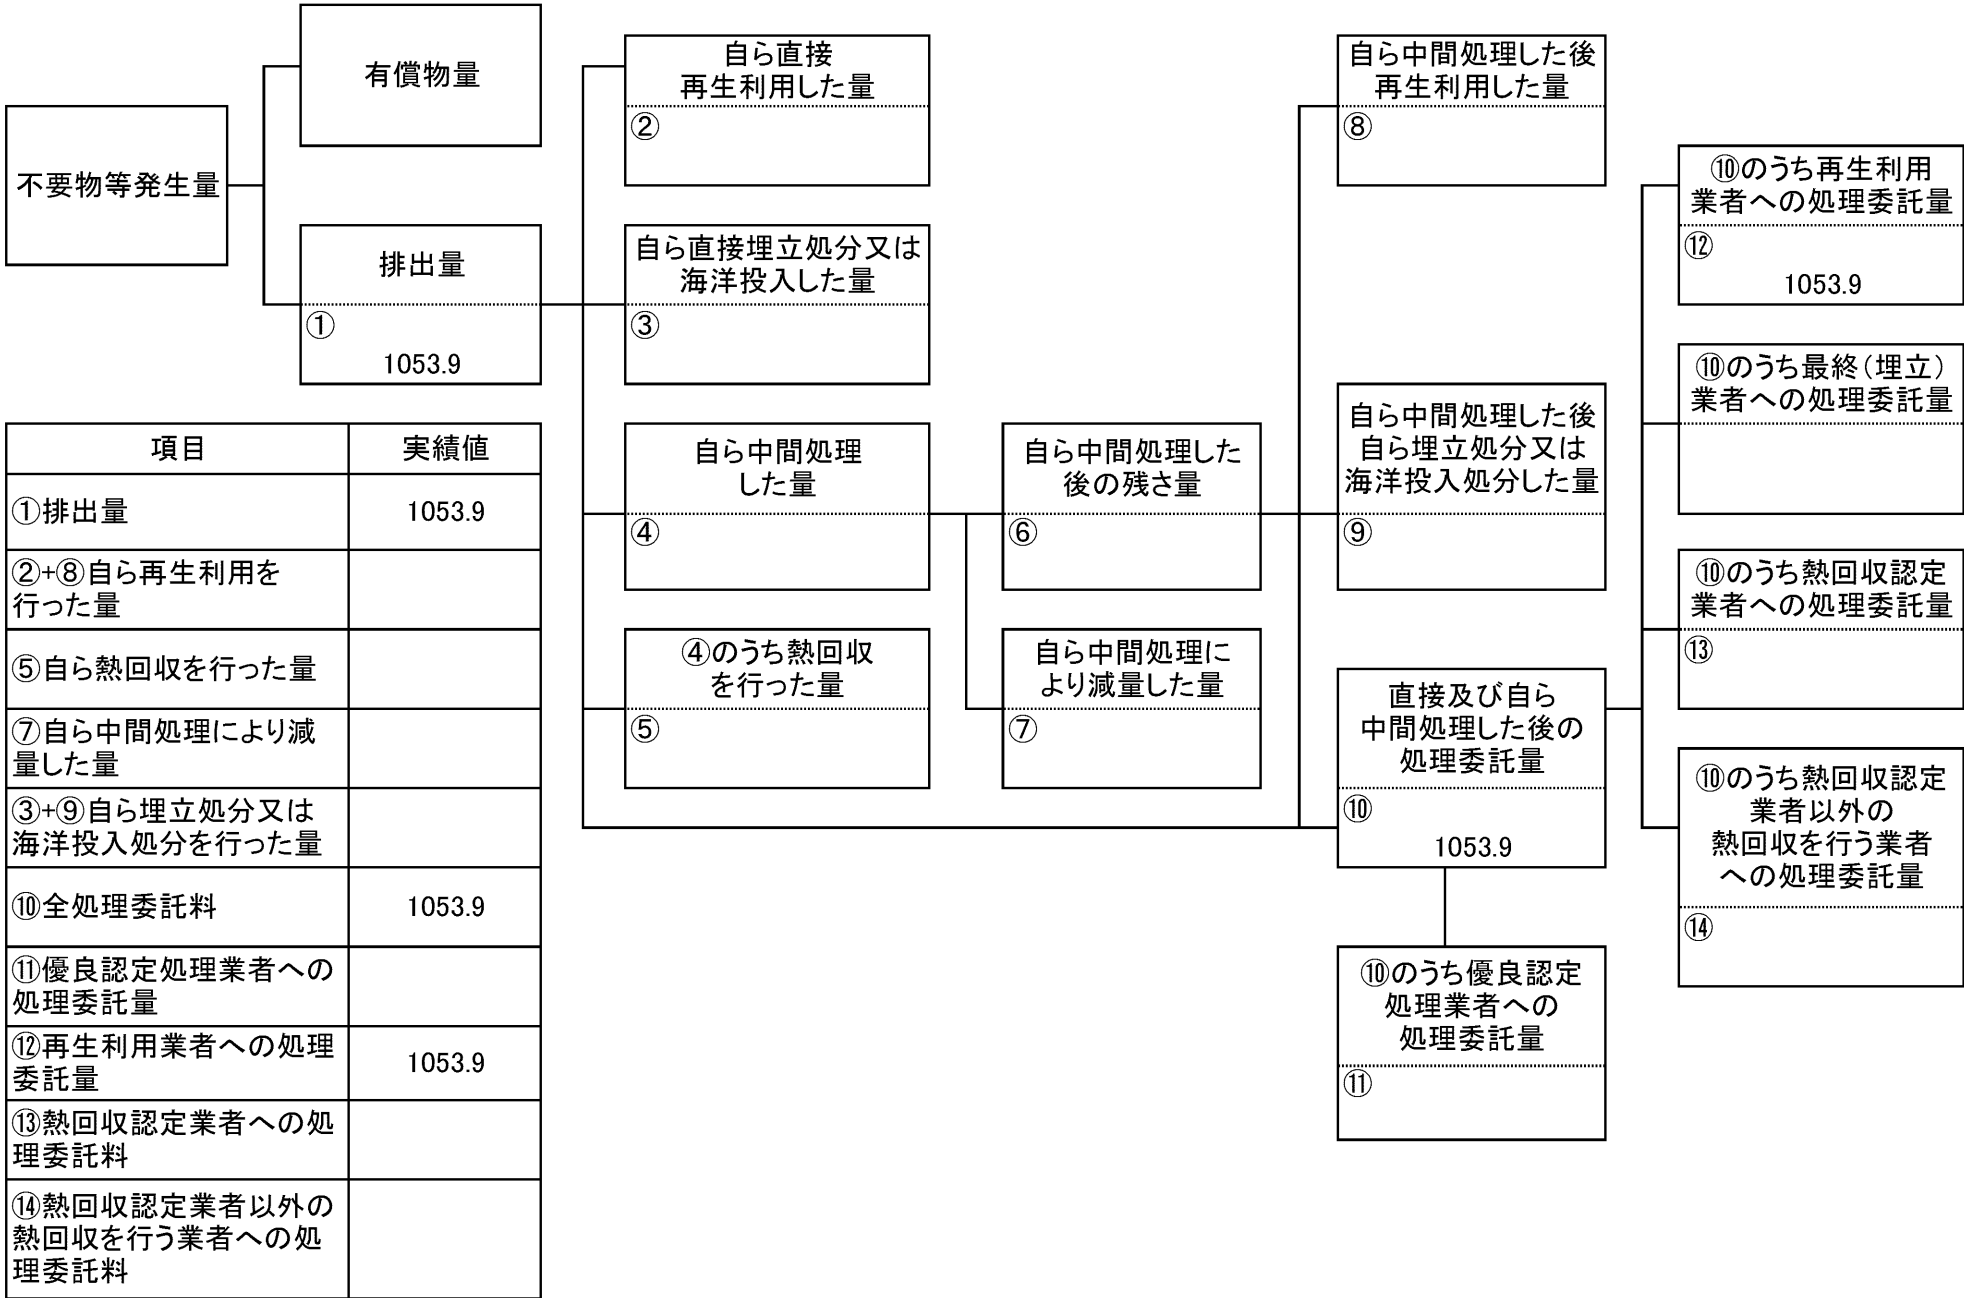 不要物等発生量
有償物量
排出量
①
1053.9
自ら直接
再生利用した量
②
自ら直接埋立処分又は
海洋投入した量
③
自ら中間処理
した量
④
④のうち熱回収
を行った量
⑤
自ら中間処理した
後の残さ量
⑥
自ら中間処理に
より減量した量
⑦
自ら中間処理した後
再生利用した量
⑧
自ら中間処理した後
自ら埋立処分又は
海洋投入処分した量
⑨
直接及び自ら
中間処理した後の
処理委託量
⑩
1053.9
⑩のうち優良認定
処理業者への
処理委託量
⑪
⑩のうち再生利用
業者への処理委託量
⑫
1053.9
⑩のうち最終（埋立）
業者への処理委託量
⑩のうち熱回収認定
業者への処理委託量
⑬
⑩のうち熱回収認定
業者以外の
熱回収を行う業者
への処理委託量
⑭
項目 実績値
①排出量 1053.9
②+⑧自ら再生利用を
行った量
⑤自ら熱回収を行った量
⑦自ら中間処理により減
量した量
③+⑨自ら埋立処分又は
海洋投入処分を行った量
⑩全処理委託料 1053.9
⑪優良認定処理業者への
処理委託量
⑫再生利用業者への処理
委託量 1053.9
⑬熱回収認定業者への処
理委託料
⑭熱回収認定業者以外の
熱回収を行う業者への処
理委託料